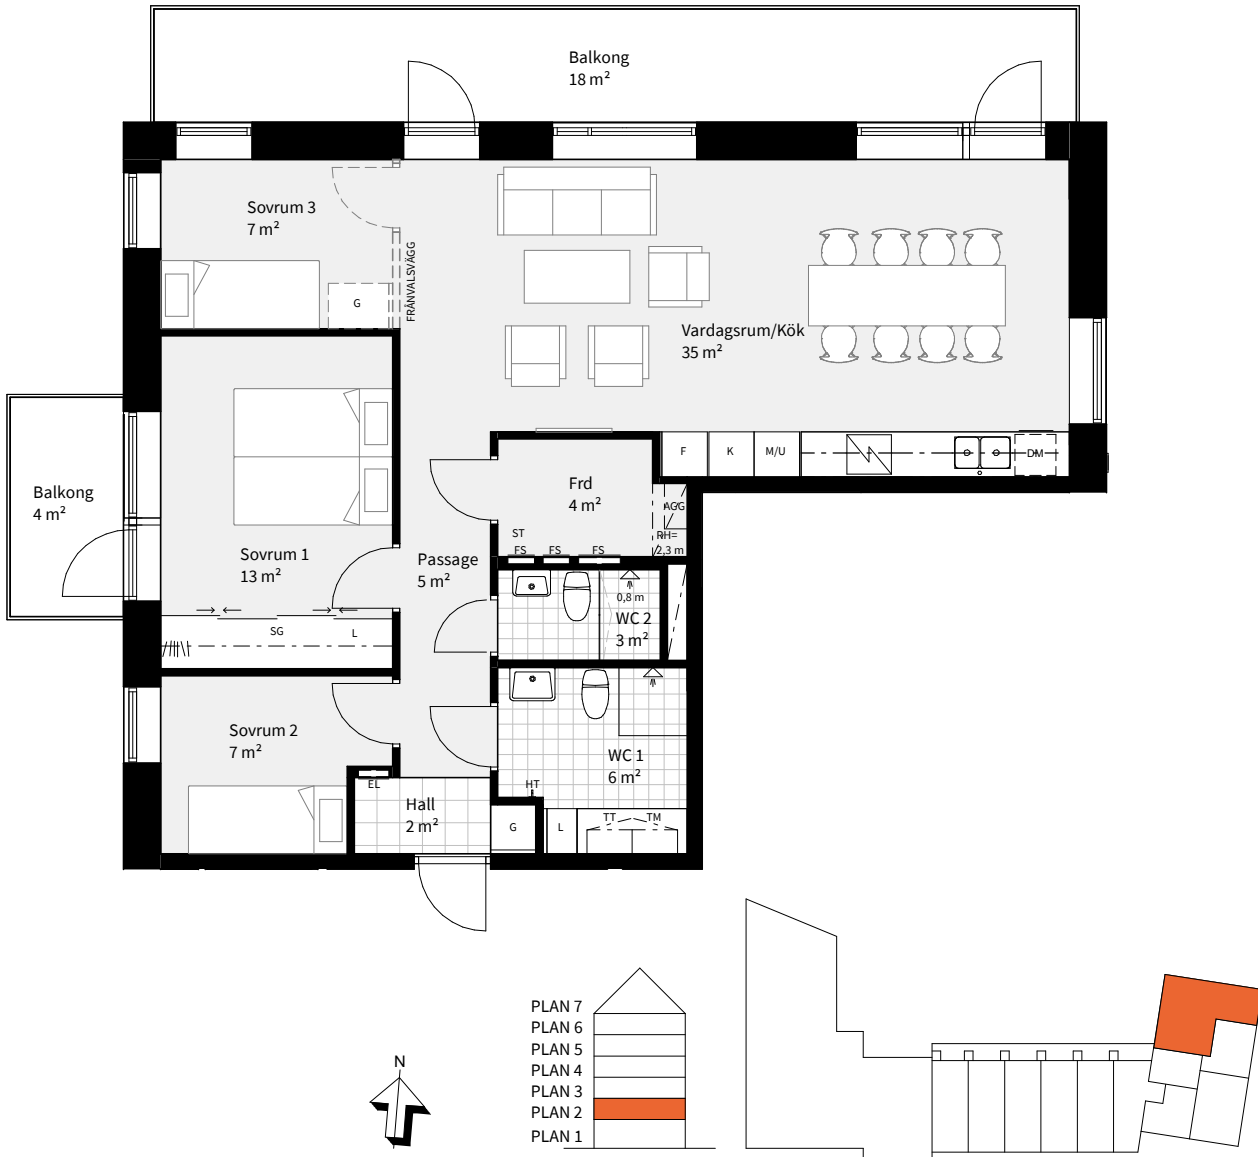 Balkong
18 m²
Sovrum 3
7 m²
G
FRÅNVALSVÄGG
Vardagsrum/Kök
35 m²
F
K
M/U
DM
Balkong
4 m²
Sovrum 1
13 m²
SG
L
Passage
5 m²
Frd
4 m²
ST
FS
FS
FS
AGG
RH=
2,3 m
0,8 m
WC 2
3 m²
Sovrum 2
7 m²
EL
Hall
2 m²
WC 1
6 m²
HT
G
L
TT
TM
N
PLAN 7
PLAN 6
PLAN 5
PLAN 4
PLAN 3
PLAN 2
PLAN 1